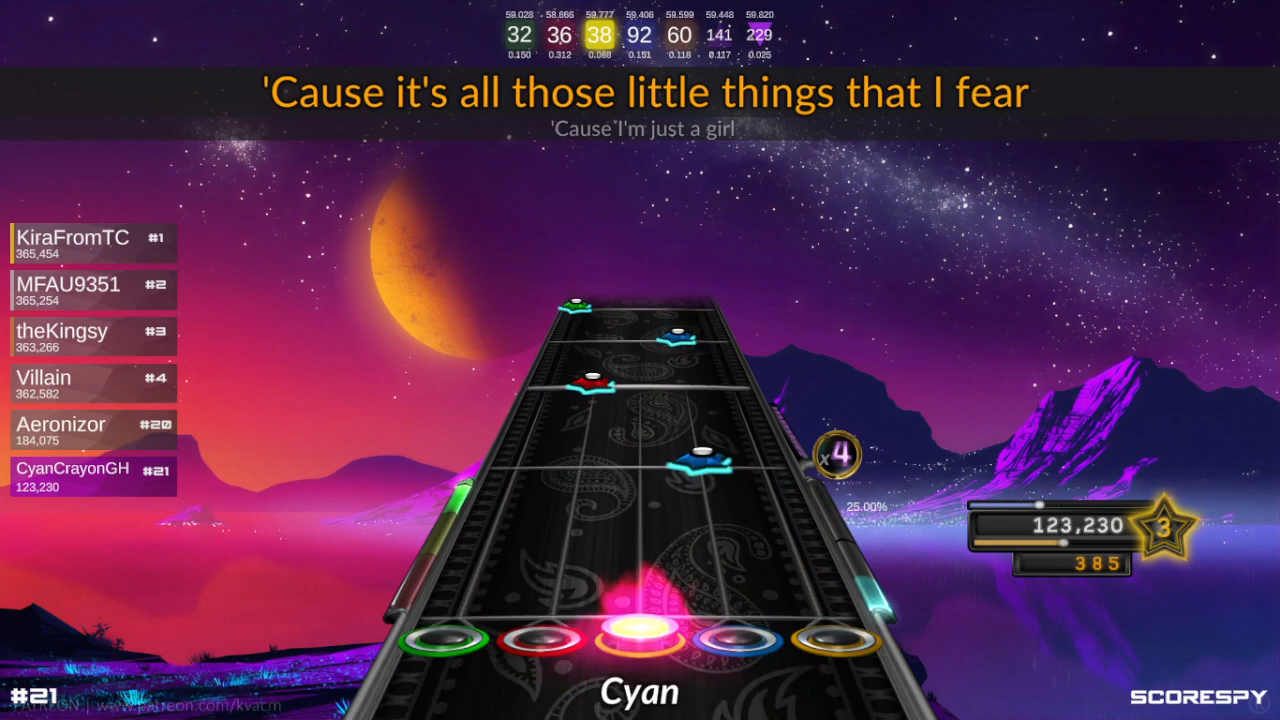 59.028 - 58.666 59.777 59.406 59.599 59.448 59.820
32 36 38 92 60 141 229
0.150 0.312 0.068 0.151 0.118 0.117 0.025
'Cause it's all those little things that I fear
'Cause I'm just a girl
KiraFromTC #1
365,454
MFAU9351 #2
365,254
theKingsy #3
363,266
Villain #4
362,582
Aeronizor #20
184,075
CyanCrayonGH #21
123,230
x4
25.00%
123,230 3
385
Cyan
#21
PATREON | www.patreon.com/kvacm
SCORESPY